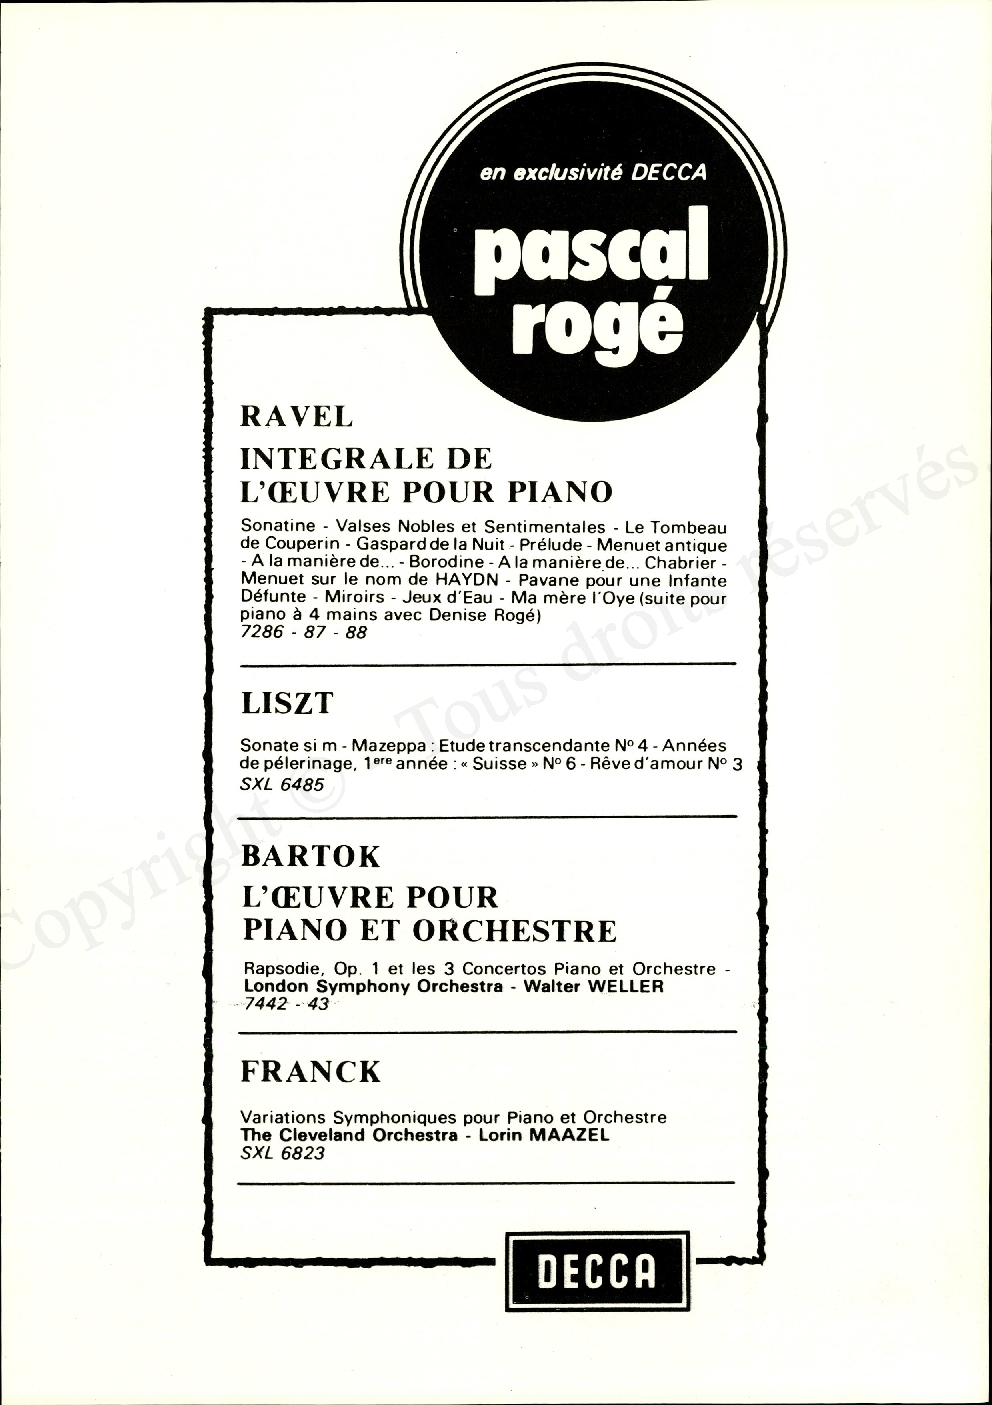 en exclusivité DECCA
pascal
rogé
RAVEL
INTEGRALE DE
L'ŒUVRE POUR PIANO
Sonatine - Valses Nobles et Sentimentales - Le Tombeau
de Couperin - Gaspard de la Nuit - Prélude - Menuet antique
- A la manière de... - Borodine - A la manière de... Chabrier -
Menuet sur le nom de HAYDN - Pavane pour une Infante
Défunte - Miroirs - Jeux d'Eau - Ma mère l'Oye (suite pour
piano à 4 mains avec Denise Rogé)
7286 - 87 - 88
LISZT
Sonate si m - Mazeppa : Etude transcendante Nº 4 - Années
de pélerinage, 1ere année : « Suisse » Nº 6 - Rêve d'amour Nº 3
SXL 6485
BARTOK
L'ŒUVRE POUR
PIANO ET ORCHESTRE
Rapsodie, Op. 1 et les 3 Concertos Piano et Orchestre -
London Symphony Orchestra - Walter WELLER
7442 - 43
FRANCK
Variations Symphoniques pour Piano et Orchestre
The Cleveland Orchestra - Lorin MAAZEL
SXL 6823
DECCA
Copyright © Tous droits réservés.